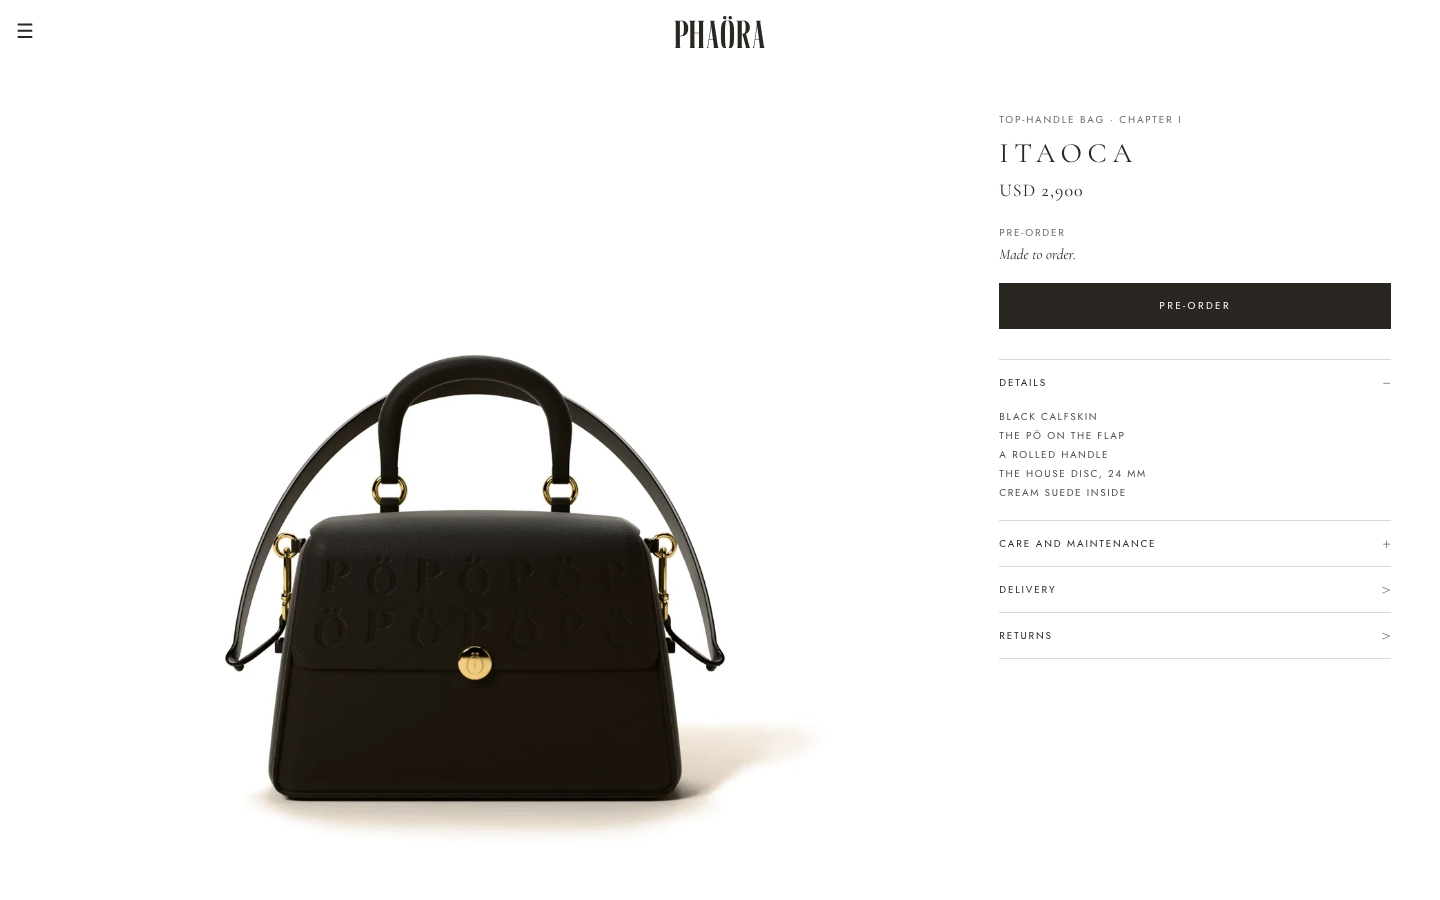 PHAÖRA
TOP-HANDLE BAG · CHAPTER I
ITAOCA
USD 2,900
PRE-ORDER
Made to order.
PRE-ORDER
DETAILS
BLACK CALFSKIN
THE PÖ ON THE FLAP
A ROLLED HANDLE
THE HOUSE DISC, 24 MM
CREAM SUEDE INSIDE
CARE AND MAINTENANCE
DELIVERY
RETURNS
P Ö P Ö P Ö P
Ö P Ö P Ö P Ö